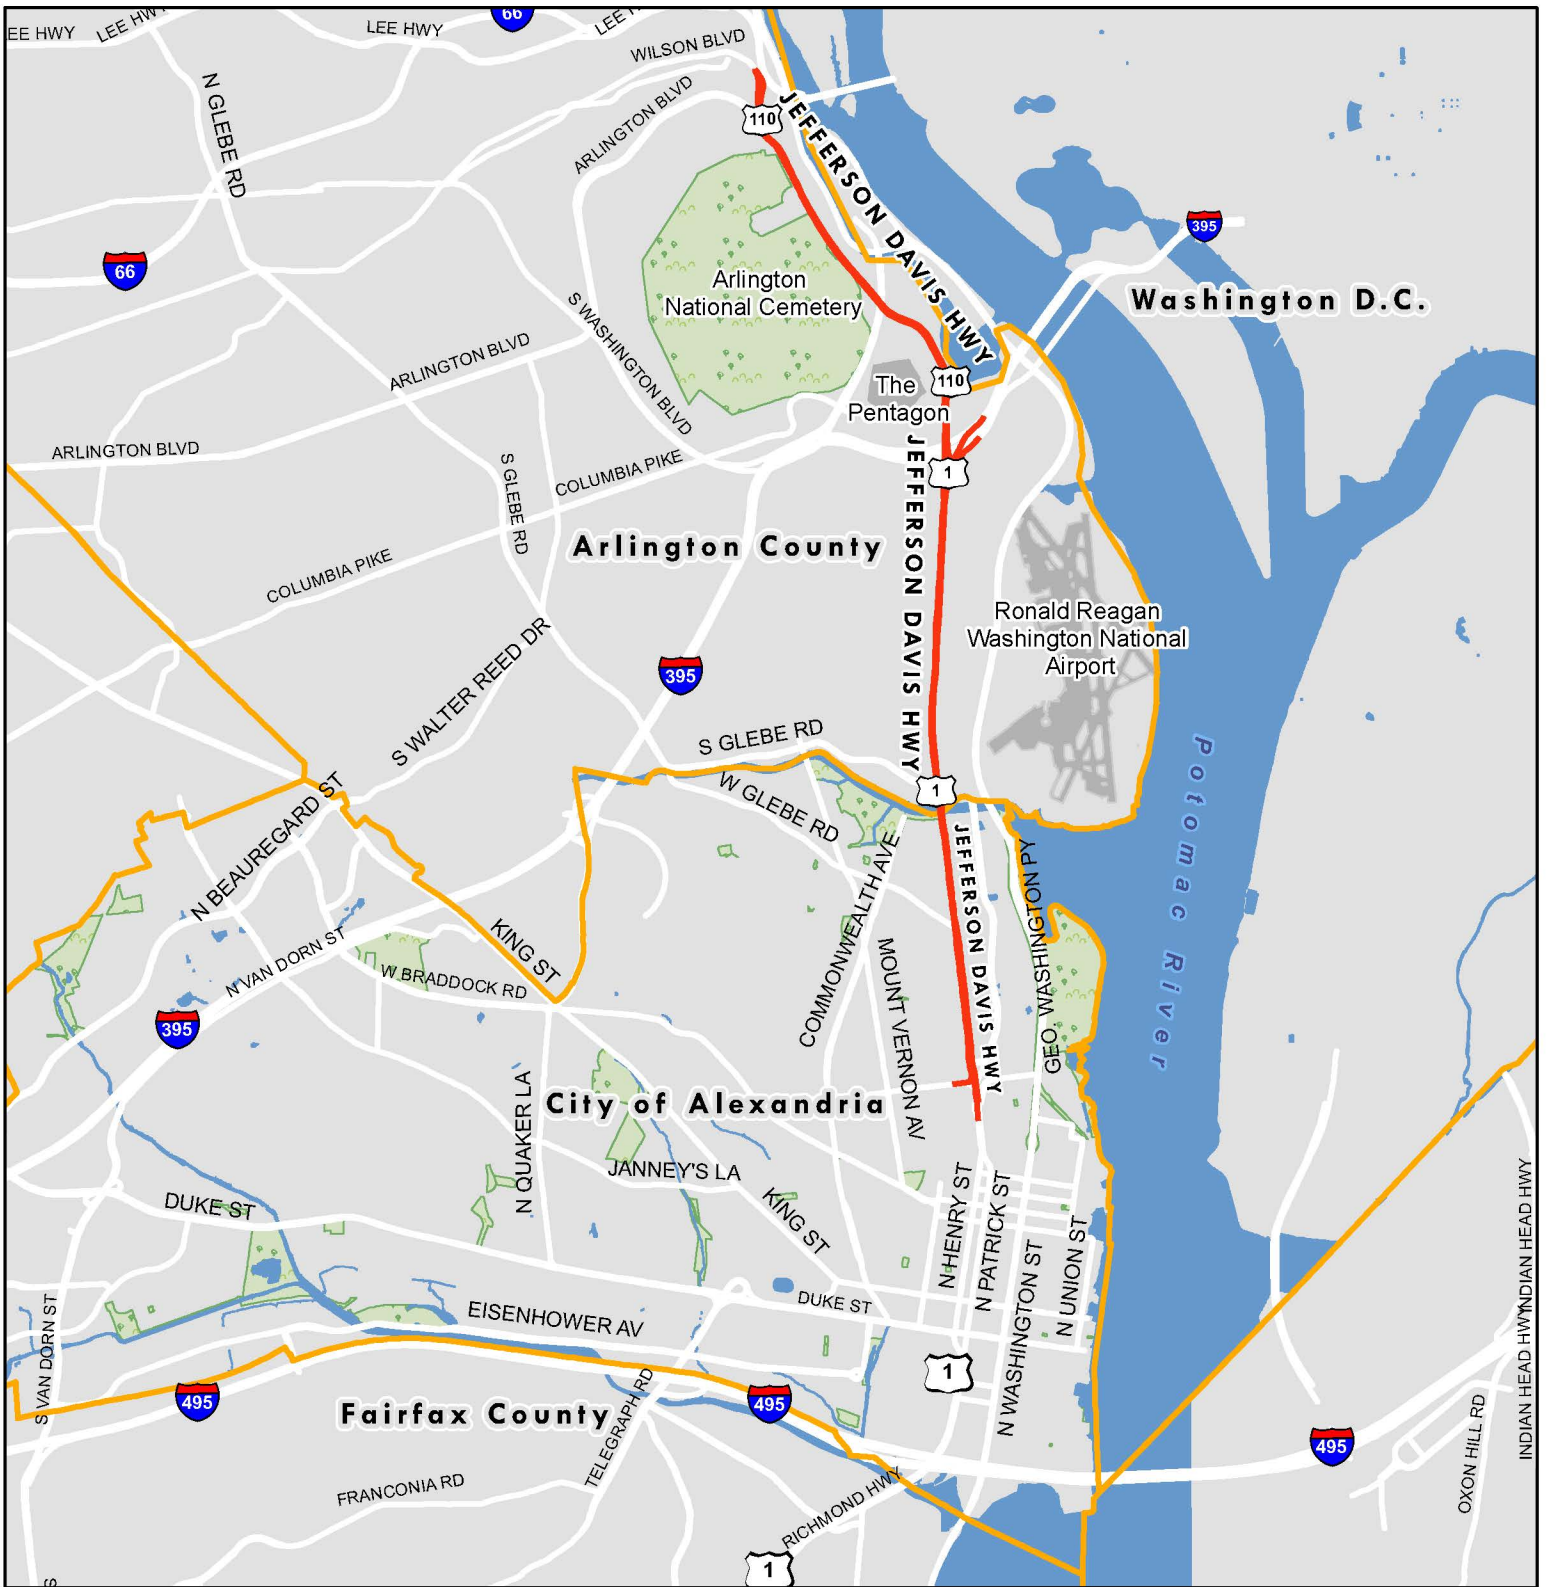 EE HWY
LEE HWY
LEE HWY
66
LEE H
WILSON BLVD
N GLEBE RD
ARLINGTON BLVD
110
JEFFERSON DAVIS HWY
395
66
Arlington
National Cemetery
Washington D.C.
S WASHINGTON BLVD
ARLINGTON BLVD
The
Pentagon
110
ARLINGTON BLVD
S GLEBE RD
COLUMBIA PIKE
1
JEFFERSON DAVIS HWY
Arlington County
COLUMBIA PIKE
Ronald Reagan
Washington National
Airport
S WALTER REED DR
395
S GLEBE RD
W GLEBE RD
1
Potomac River
N BEAUREGARD ST
COMMONWEALTH AVE
JEFFERSON DAVIS HWY
GEO WASHINGTON PY
KING ST
N VAN DORN ST
W BRADDOCK RD
MOUNT VERNON AV
395
N QUAKER LA
City of Alexandria
JANNEY'S LA
KING ST
DUKE ST
N HENRY ST
N PATRICK ST
N WASHINGTON ST
N UNION ST
DUKE ST
EISENHOWER AV
S VAN DORN ST
1
495
Fairfax County
TELEGRAPH RD
495
495
INDIAN HEAD HWY
INDIAN HEAD HWY
OXON HILL RD
FRANCONIA RD
RICHMOND HWY
1
S